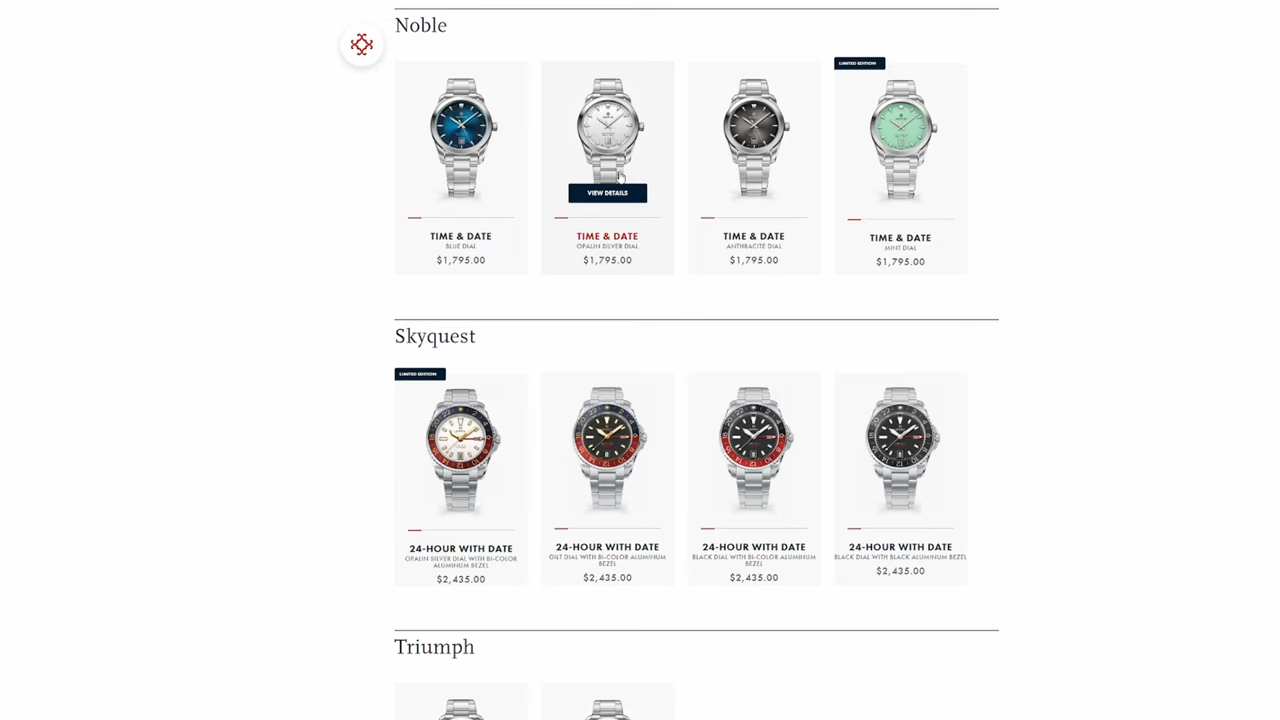 Noble
LIMITED EDITION
VIEW DETAILS
TIME & DATE
BLUE DIAL
$1,795.00
TIME & DATE
OPALIN SILVER DIAL
$1,795.00
TIME & DATE
ANTHRACITE DIAL
$1,795.00
TIME & DATE
MINT DIAL
$1,795.00
Skyquest
LIMITED EDITION
24-HOUR WITH DATE
OPALIN SILVER DIAL WITH BI-COLOR
ALUMINUM BEZEL
$2,435.00
24-HOUR WITH DATE
GILT DIAL WITH BI-COLOR ALUMINUM
BEZEL
$2,435.00
24-HOUR WITH DATE
BLACK DIAL WITH BI-COLOR ALUMINUM
BEZEL
$2,435.00
24-HOUR WITH DATE
BLACK DIAL WITH BLACK ALUMINUM BEZEL
$2,435.00
Triumph